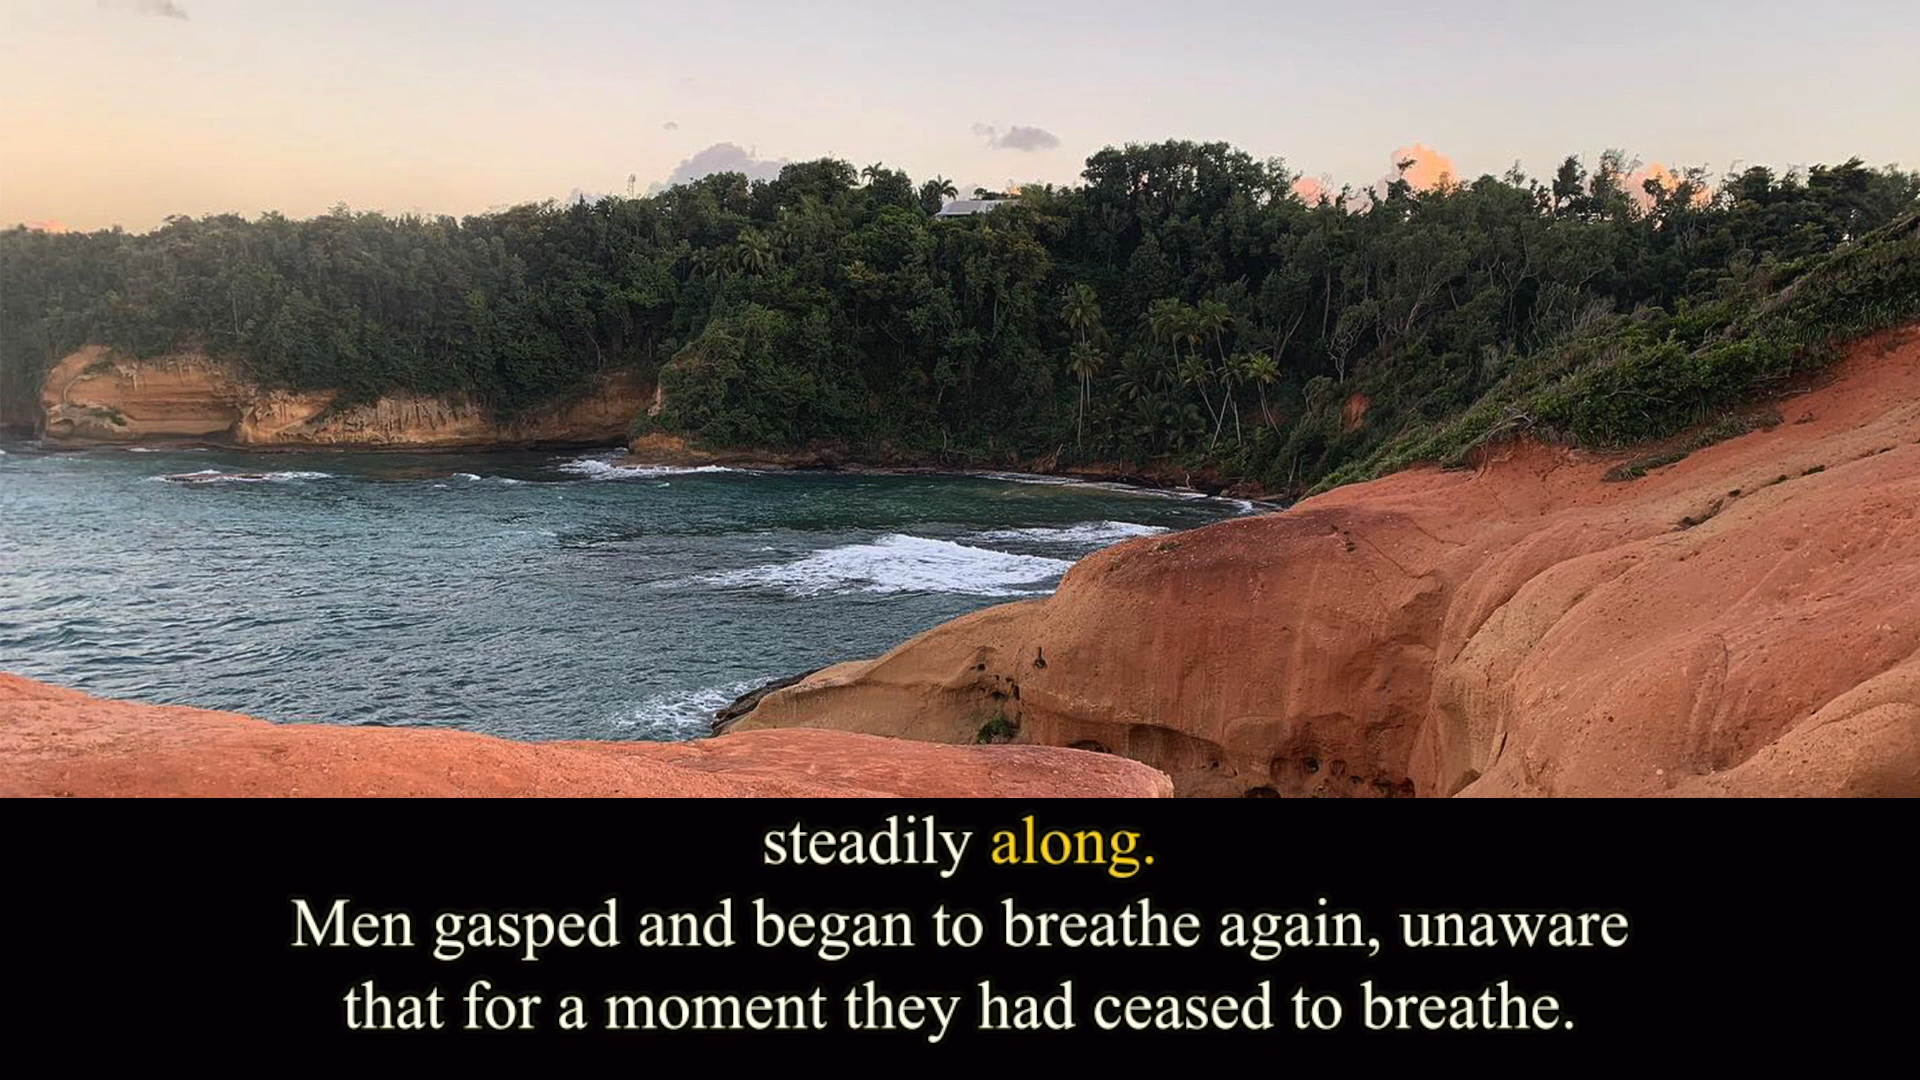 steadily along.
Men gasped and began to breathe again, unaware
that for a moment they had ceased to breathe.